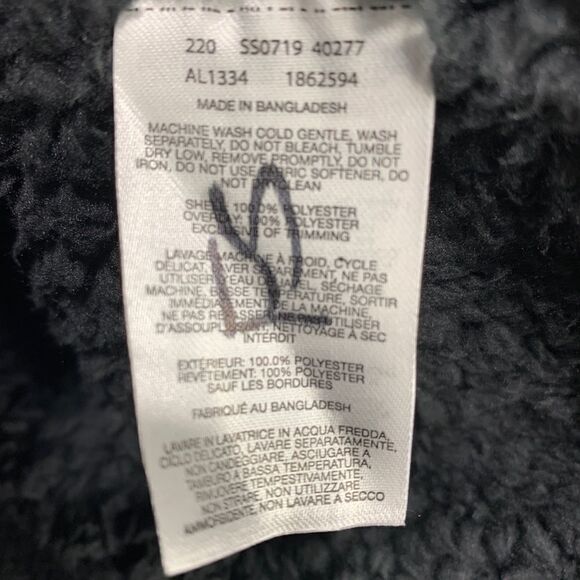 220 SS0719 40277
AL1334 1862594
MADE IN BANGLADESH
MACHINE WASH COLD GENTLE, WASH
SEPARATELY, DO NOT BLEACH, TUMBLE
DRY LOW, REMOVE PROMPTLY, DO NOT
IRON, DO NOT USE FABRIC SOFTENER, DO
NOT DRYCLEAN
SHELL: 100.0% POLYESTER
OVERLAY: 100% POLYESTER
EXCLUSIVE OF TRIMMING
LAVAGE MACHINE À FROID, CYCLE
DÉLICAT, LAVER SÉPARÉMENT, NE PAS
UTILISER D'EAU DE JAVEL, SÉCHAGE
MACHINE, BASSE TEMPÉRATURE, SORTIR
IMMÉDIATEMENT DE LA MACHINE,
NE PAS REPASSER, NE PAS UTILISER
D'ASSOUPLISSANT, NETTOYAGE À SEC
INTERDIT
EXTÉRIEUR: 100.0% POLYESTER
REVÊTEMENT: 100% POLYESTER
SAUF LES BORDURES
FABRIQUÉ AU BANGLADESH
LAVARE IN LAVATRICE IN ACQUA FREDDA,
CICLO DELICATO, LAVARE SEPARATAMENTE,
NON CANDEGGIARE, ASCIUGARE A
TAMBURO A BASSA TEMPERATURA,
RIMUOVERE TEMPESTIVAMENTE,
NON STIRARE, NON UTILIZZARE
AMMORBIDENTE, NON LAVARE A SECCO